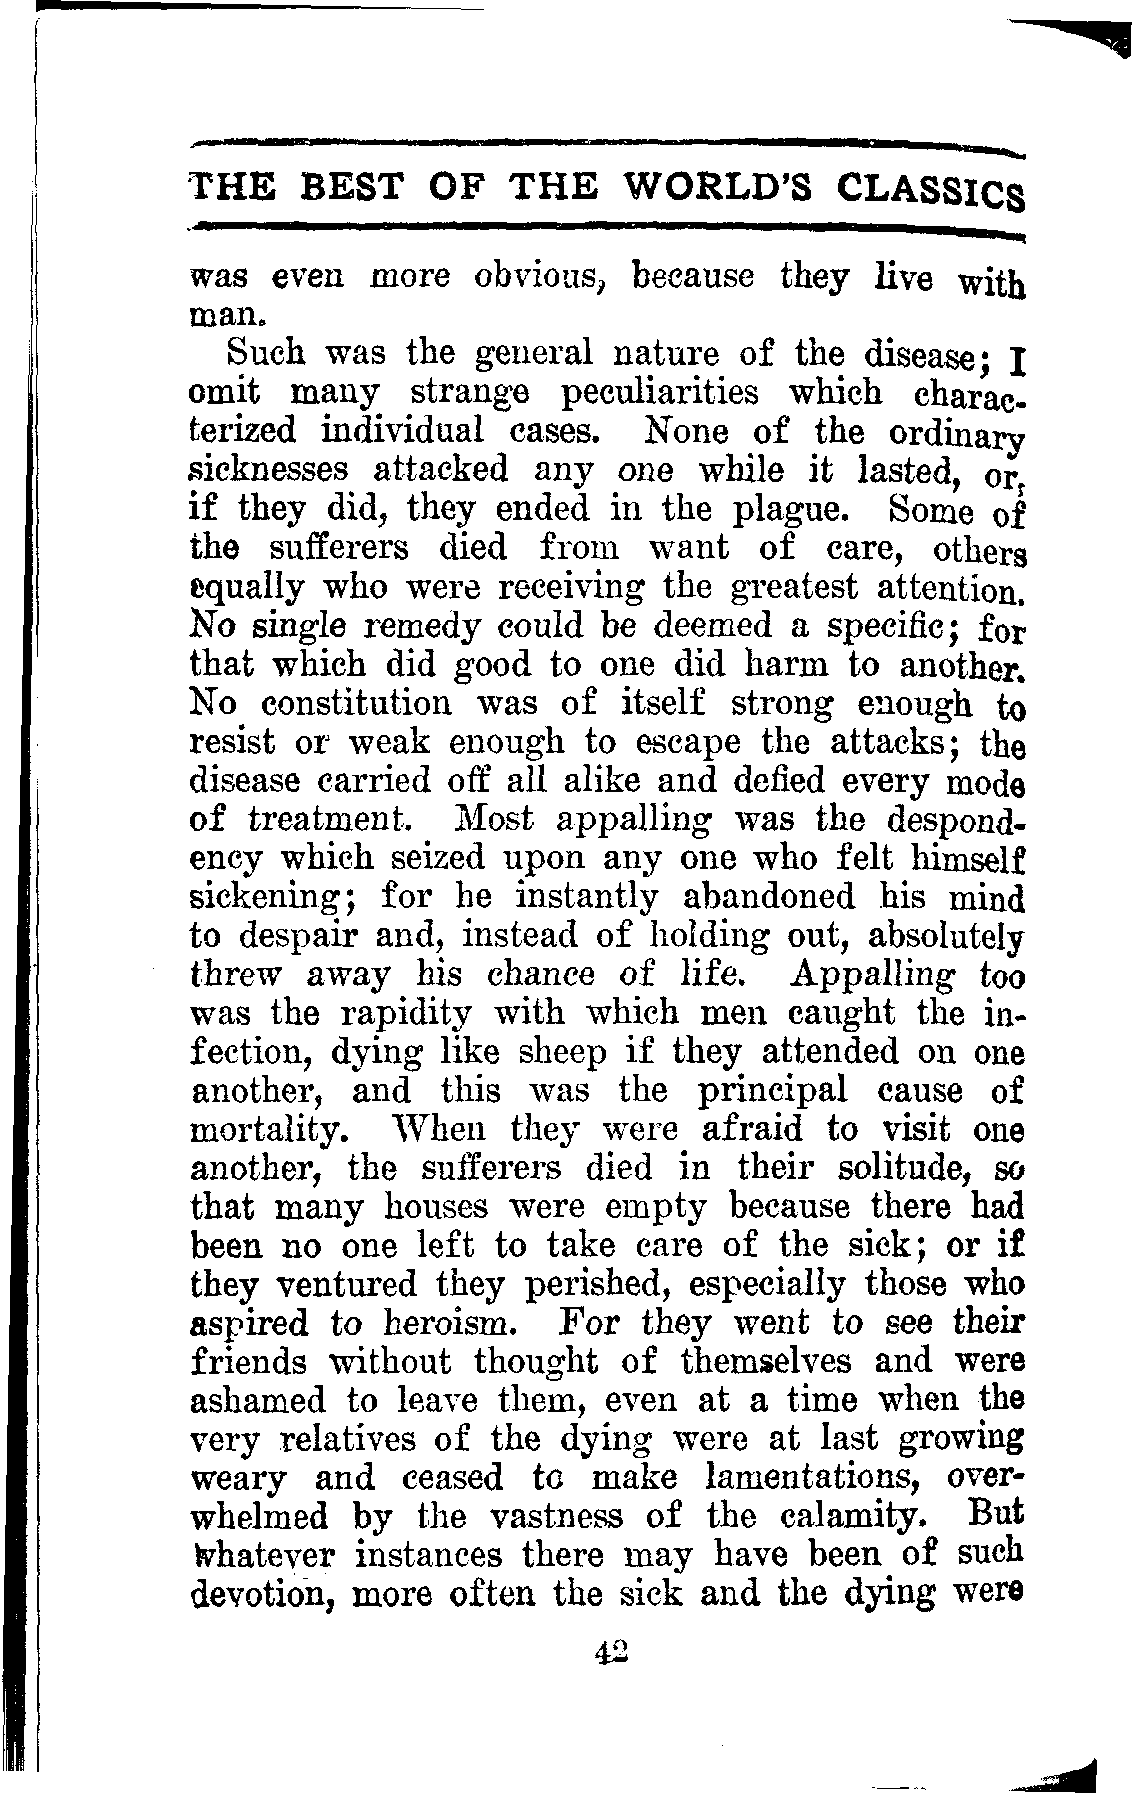 THE BEST OF THE WORLD'S CLASSICS
was even more obvious, because they live with
man.
Such was the general nature of the disease; I
omit many strange peculiarities which charac-
terized individual cases. None of the ordinary
sicknesses attacked any one while it lasted, or,
if they did, they ended in the plague. Some of
the sufferers died from want of care, others
equally who were receiving the greatest attention.
No single remedy could be deemed a specific; for
that which did good to one did harm to another.
No constitution was of itself strong enough to
resist or weak enough to escape the attacks; the
disease carried off all alike and defied every mode
of treatment. Most appalling was the despond-
ency which seized upon any one who felt himself
sickening; for he instantly abandoned his mind
to despair and, instead of holding out, absolutely
threw away his chance of life. Appalling too
was the rapidity with which men caught the in-
fection, dying like sheep if they attended on one
another, and this was the principal cause of
mortality. When they were afraid to visit one
another, the sufferers died in their solitude, so
that many houses were empty because there had
been no one left to take care of the sick; or if
they ventured they perished, especially those who
aspired to heroism. For they went to see their
friends without thought of themselves and were
ashamed to leave them, even at a time when the
very relatives of the dying were at last growing
weary and ceased to make lamentations, over-
whelmed by the vastness of the calamity. But
whatever instances there may have been of such
devotion, more often the sick and the dying were
42